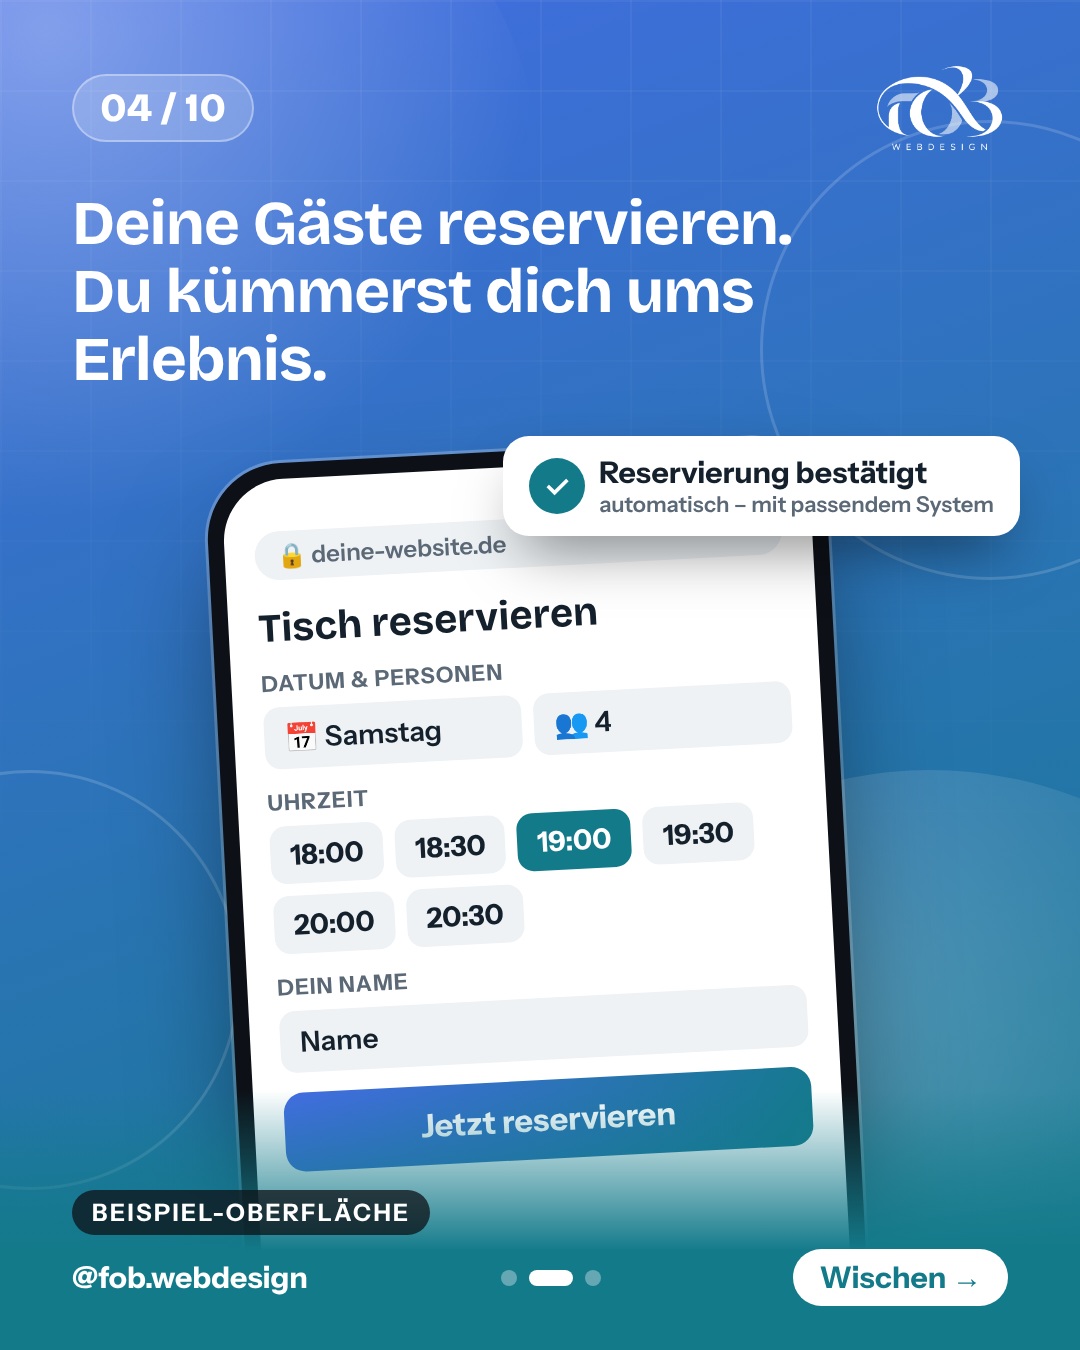 04 / 10
FOB
WEBDESIGN
Deine Gäste reservieren.
Du kümmerst dich ums
Erlebnis.
Reservierung bestätigt
automatisch – mit passendem System
🔒 deine-website.de
Tisch reservieren
DATUM & PERSONEN
📅 Samstag
👥 4
UHRZEIT
18:00 18:30 19:00 19:30
20:00 20:30
DEIN NAME
Name
Jetzt reservieren
BEISPIEL-OBERFLÄCHE
@fob.webdesign
Wischen →